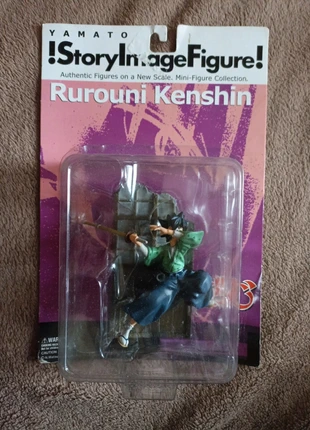 YAMATO
!StoryImageFigure!
Authentic Figures on a New Scale. Mini-Figure Collection.
Rurouni Kenshin